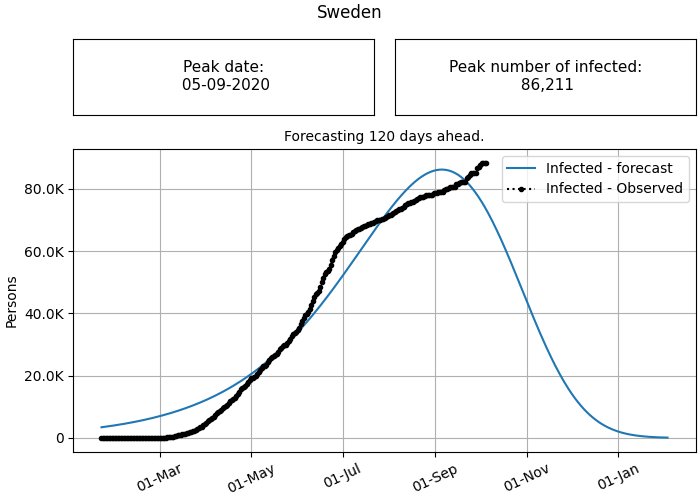 Sweden
Peak date:
05-09-2020
Peak number of infected:
86,211
Forecasting 120 days ahead.
Infected - forecast
Infected - Observed
80.0K
60.0K
40.0K
20.0K
0
Persons
01-Mar
01-May
01-Jul
01-Sep
01-Nov
01-Jan